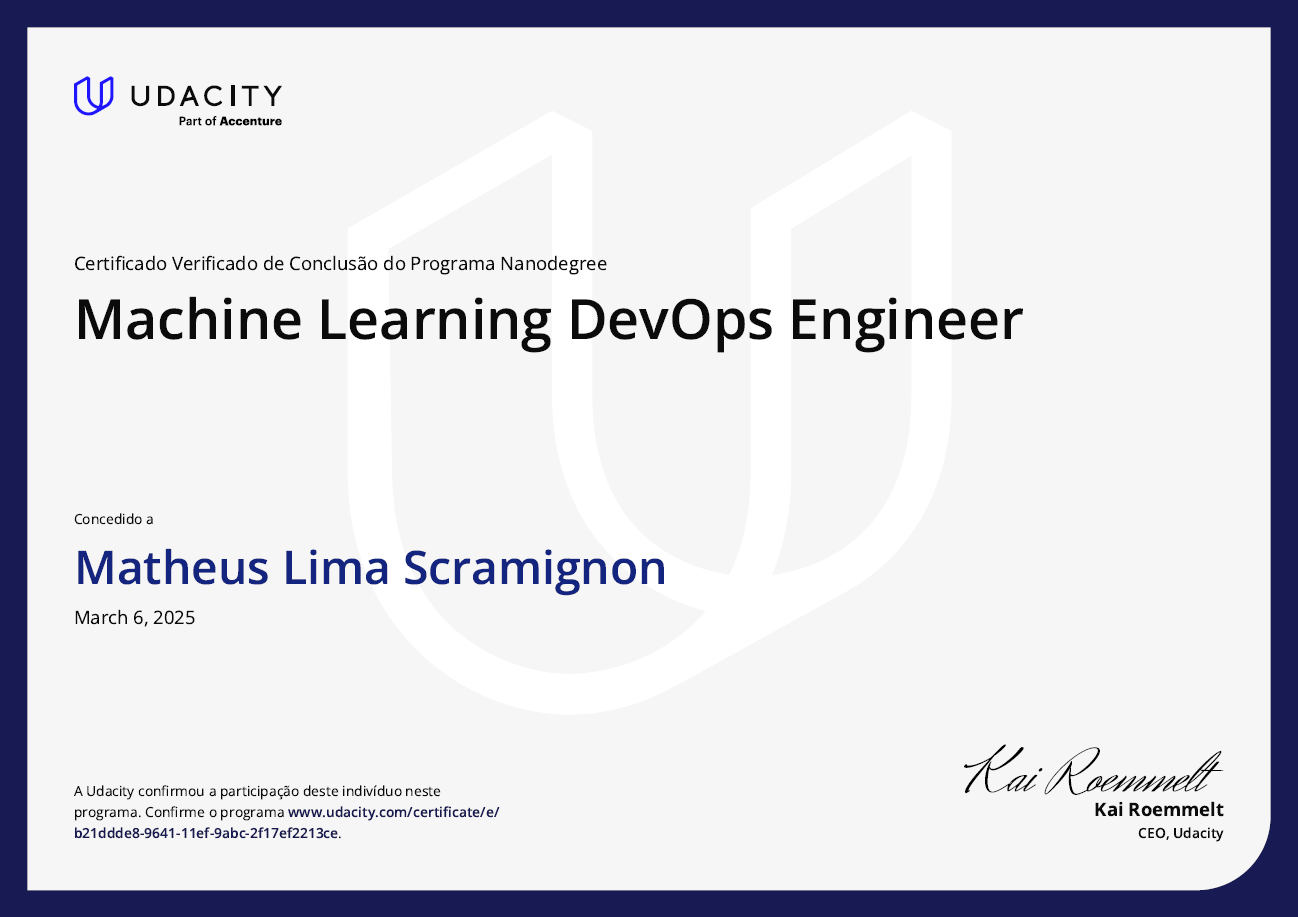 UDACITY
Part of Accenture
Certificado Verificado de Conclusão do Programa Nanodegree
Machine Learning DevOps Engineer
Concedido a
Matheus Lima Scramignon
March 6, 2025
A Udacity confirmou a participação deste indivíduo neste
programa. Confirme o programa www.udacity.com/certificate/e/
b21ddde8-9641-11ef-9abc-2f17ef2213ce.
Kai Roemmelt
Kai Roemmelt
CEO, Udacity